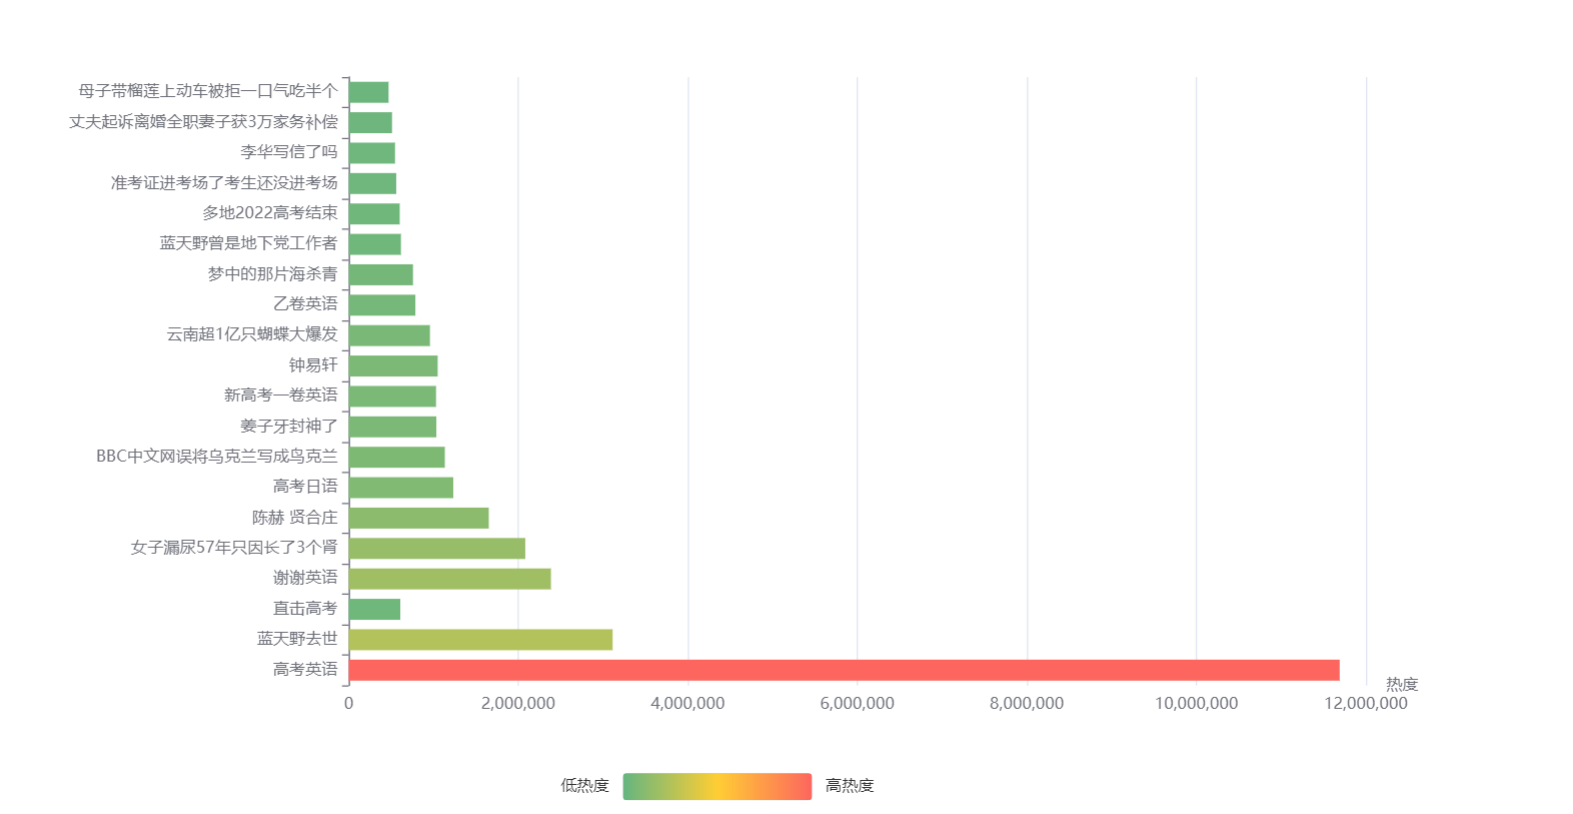 母子带榴莲上动车被拒一口气吃半个
丈夫起诉离婚全职妻子获3万家务补偿
李华写信了吗
准考证进考场了考生还没进考场
多地2022高考结束
蓝天野曾是地下党工作者
梦中的那片海杀青
乙卷英语
云南超1亿只蝴蝶大爆发
钟易轩
新高考一卷英语
姜子牙封神了
BBC中文网误将乌克兰写成鸟克兰
高考日语
陈赫 贤合庄
女子漏尿57年只因长了3个肾
谢谢英语
直击高考
蓝天野去世
高考英语
热度
0 2,000,000 4,000,000 6,000,000 8,000,000 10,000,000 12,000,000
低热度 高热度